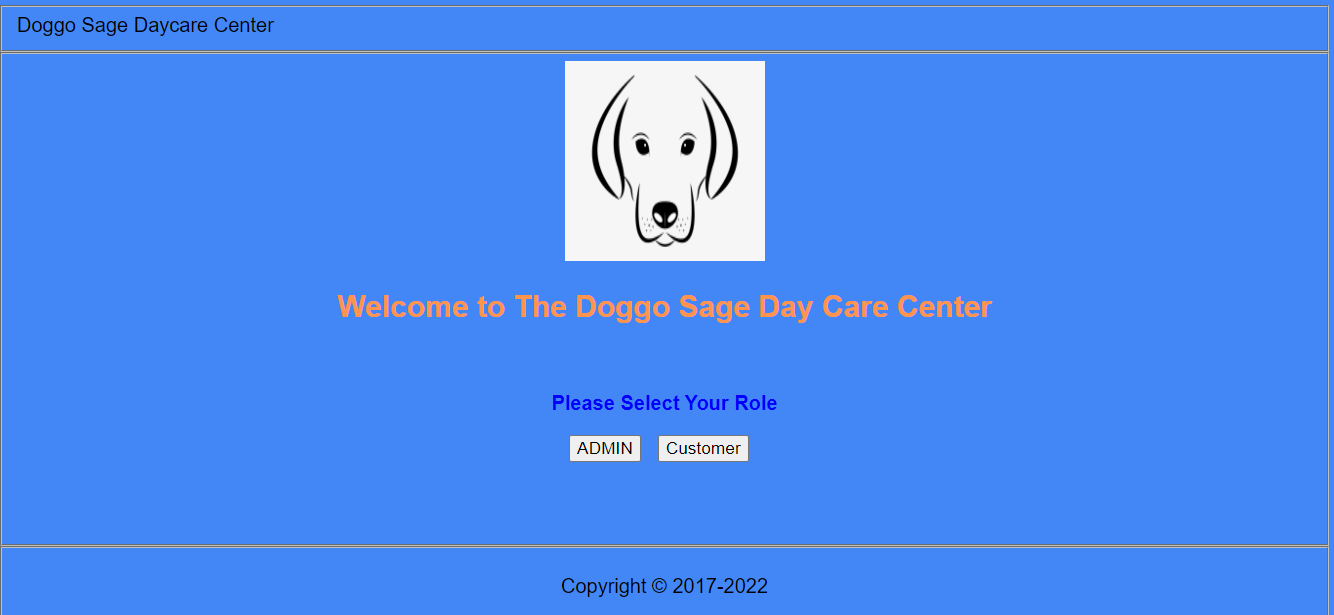 Doggo Sage Daycare Center
Welcome to The Doggo Sage Day Care Center
Please Select Your Role
ADMIN Customer
Copyright © 2017-2022